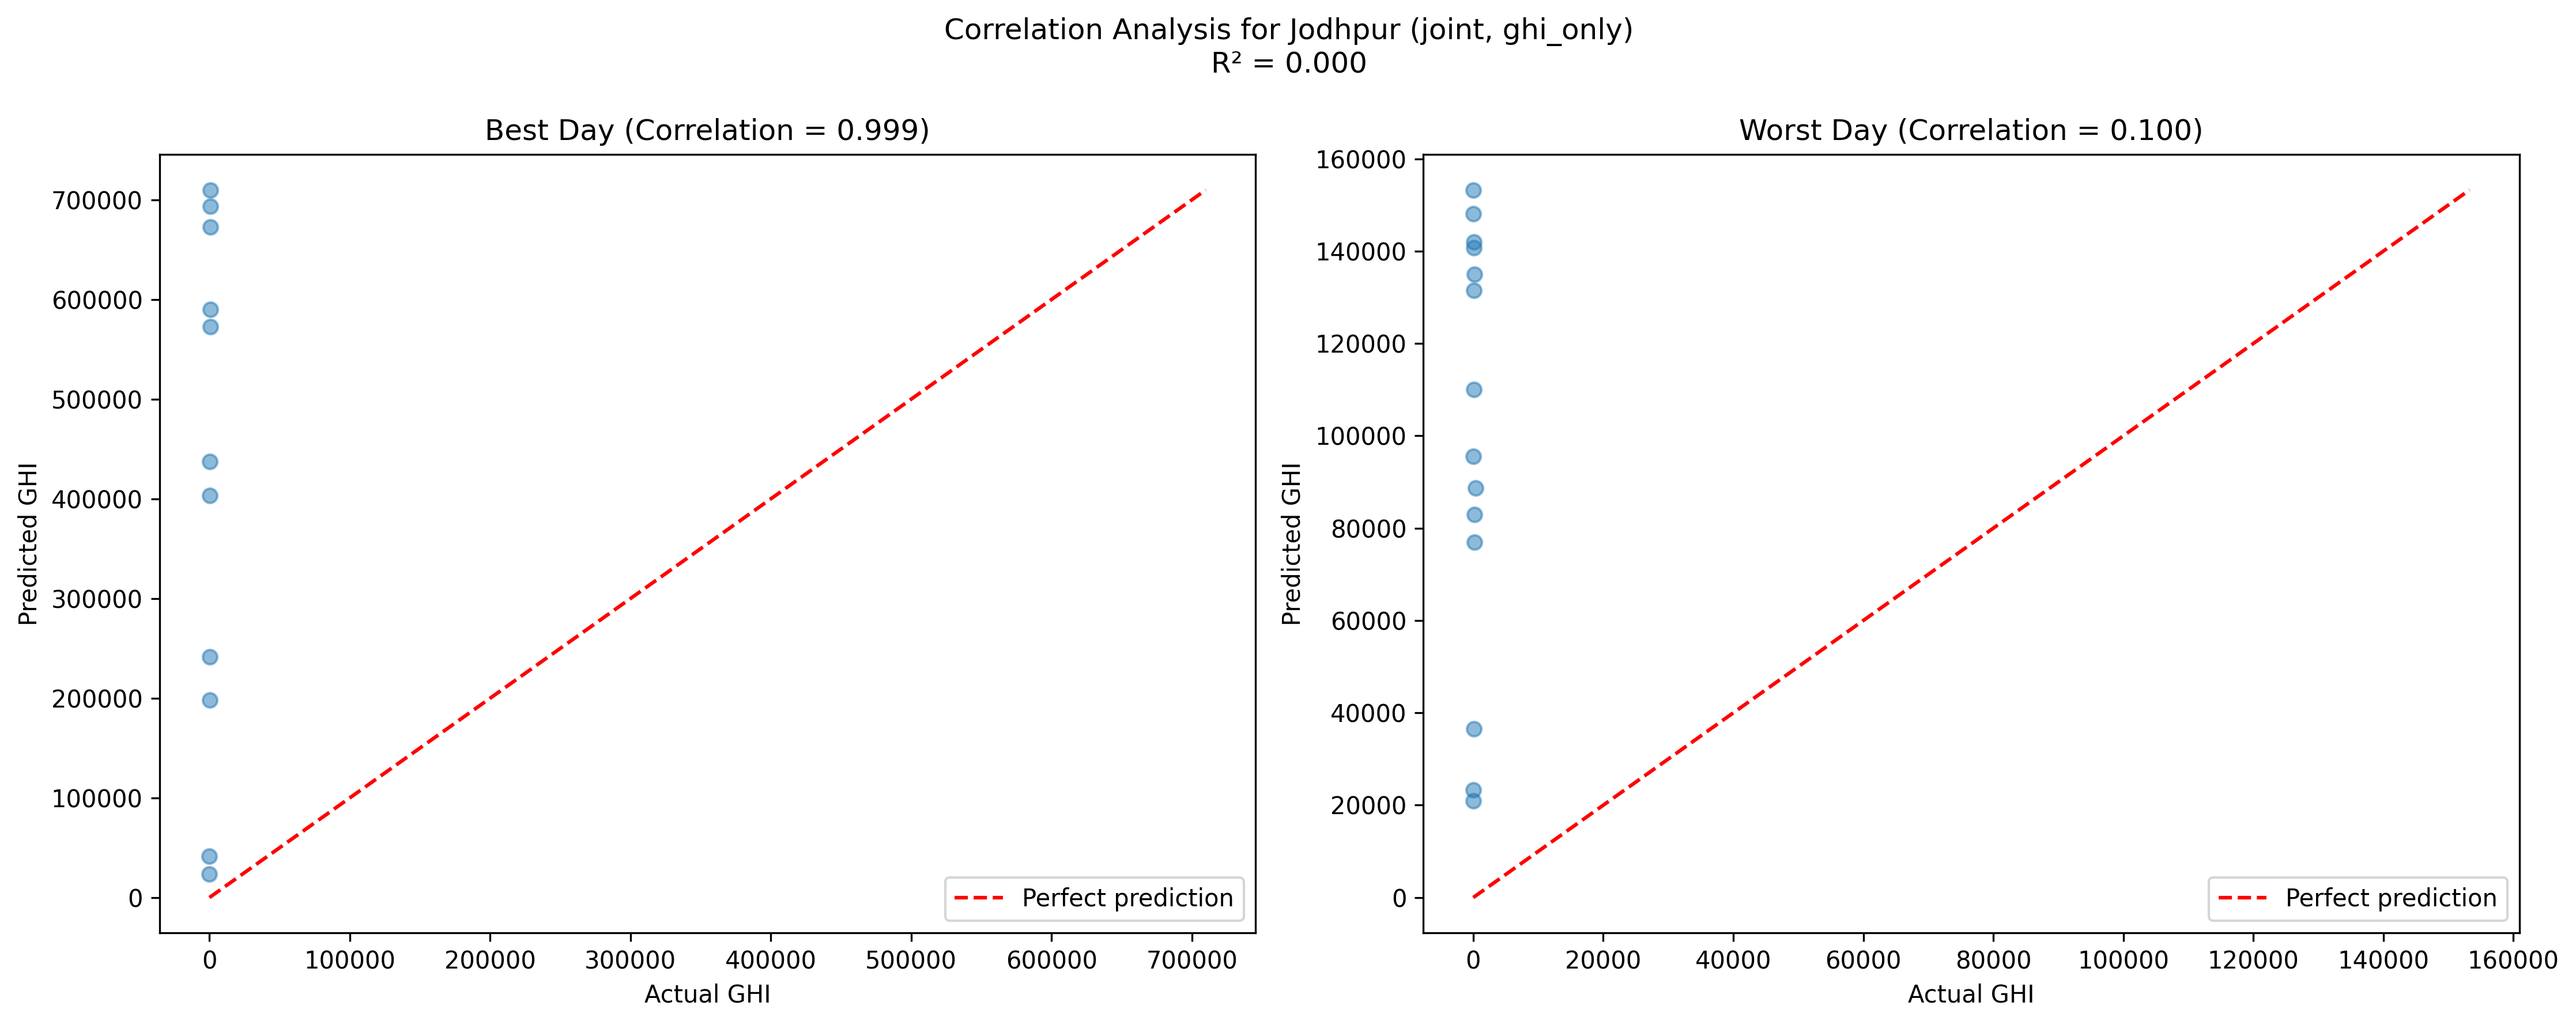 Correlation Analysis for Jodhpur (joint, ghi_only)
R² = 0.000
Best Day (Correlation = 0.999)
700000
600000
500000
400000
300000
200000
100000
0
Predicted GHI
0 100000 200000 300000 400000 500000 600000 700000
Actual GHI
Perfect prediction
Worst Day (Correlation = 0.100)
160000
140000
120000
100000
80000
60000
40000
20000
0
Predicted GHI
0 20000 40000 60000 80000 100000 120000 140000 160000
Actual GHI
Perfect prediction